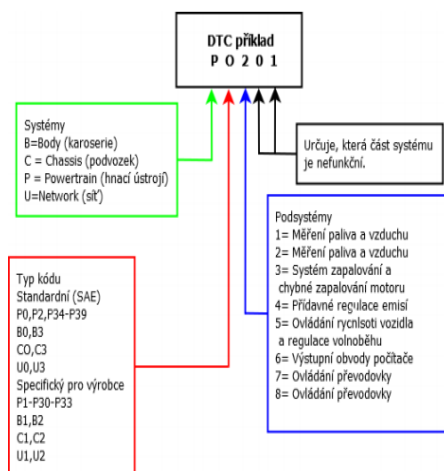 DTC příklad
P O 2 0 1
Systémy
B=Body (karoserie)
C = Chassis (podvozek)
P = Powertrain (hnací ústrojí)
U=Network (síť)
Určuje, která část systému
je nefunkční.
Typ kódu
Standardní (SAE)
P0,P2,P34-P39
B0,B3
CO,C3
U0,U3
Specifický pro výrobce
P1-P30-P33
B1,B2
C1,C2
U1,U2
Podsystémy
1= Měření paliva a vzduchu
2= Měření paliva a vzduchu
3= Systém zapalování a
chybné zapalování motoru
4= Přídavné regulace emisí
5= Ovládání rycnlsoti vozidla
a regulace volnoběhu
6= Výstupní obvody počítače
7= Ovládání převodovky
8= Ovládání převodovky